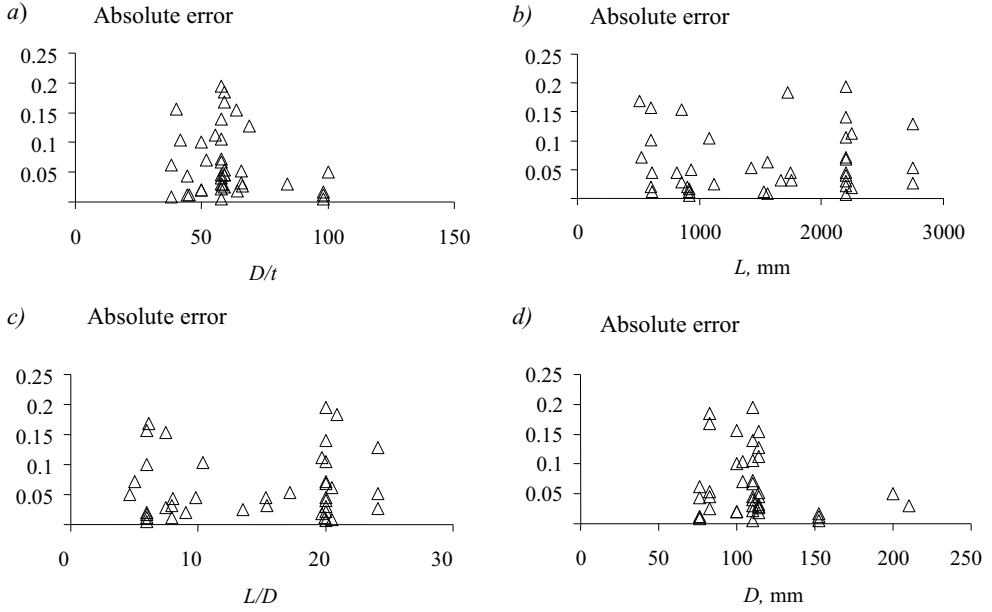 a) Absolute error
0.25
0.2
0.15
0.1
0.05
0 50 100 150
D/t
b) Absolute error
0.25
0.2
0.15
0.1
0.05
0 1000 2000 3000
L, mm
c) Absolute error
0.25
0.2
0.15
0.1
0.05
0 10 20 30
L/D
d) Absolute error
0.25
0.2
0.15
0.1
0.05
0 50 100 150 200 250
D, mm